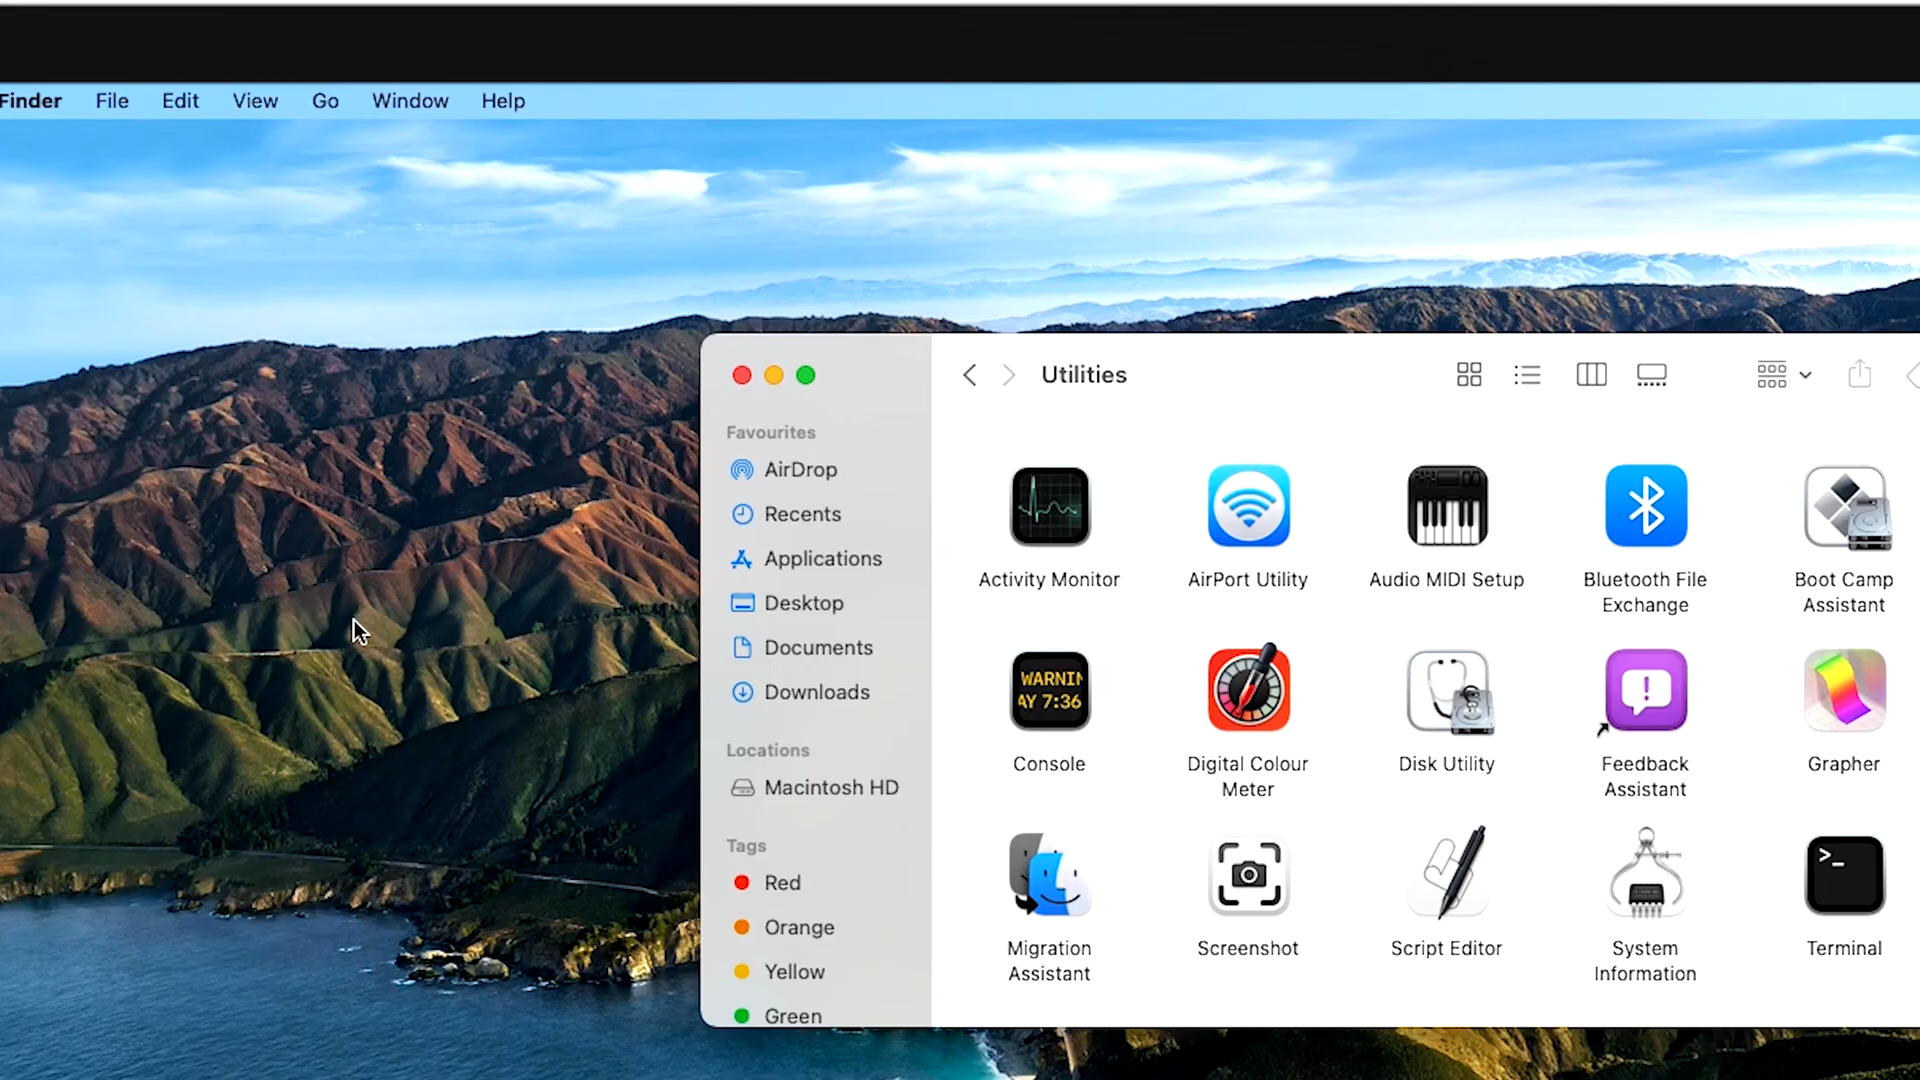 Finder File Edit View Go Window Help
Utilities
Favourites
AirDrop
Recents
Applications
Desktop
Documents
Downloads
Locations
Macintosh HD
Tags
Red
Orange
Yellow
Green
Activity Monitor
AirPort Utility
Audio MIDI Setup
Bluetooth File
Exchange
Boot Camp
Assistant
WARNIN
AY 7:36
Console
Digital Colour
Meter
Disk Utility
Feedback
Assistant
Grapher
Migration
Assistant
Screenshot
Script Editor
System
Information
>_
Terminal